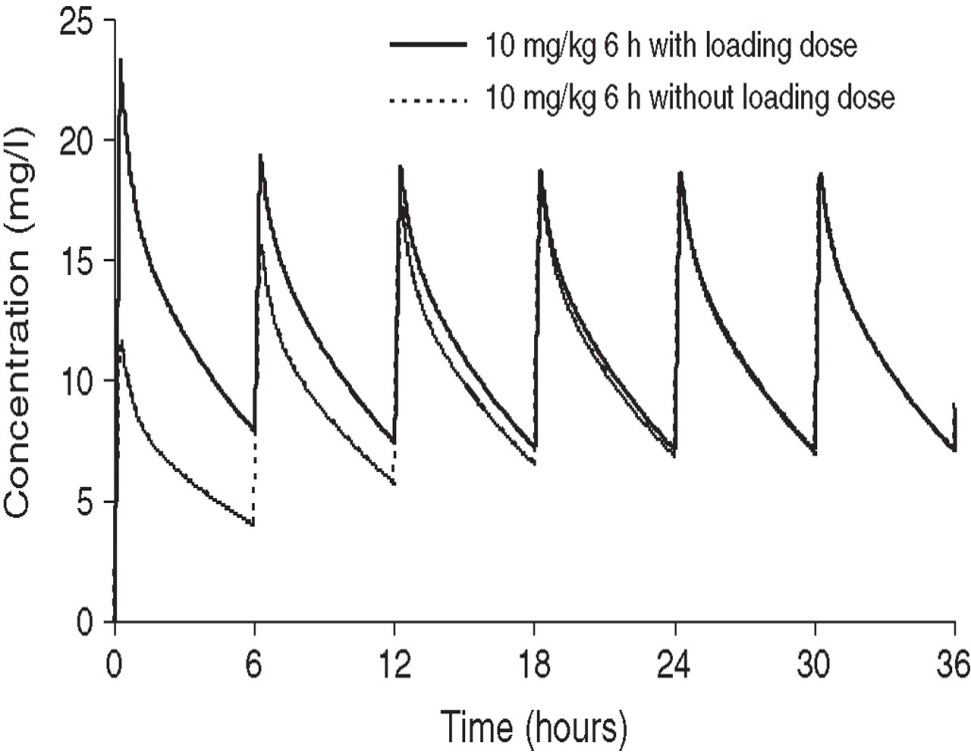 10 mg/kg 6 h with loading dose
10 mg/kg 6 h without loading dose
Concentration (mg/l)
25
20
15
10
5
0
0 6 12 18 24 30 36
Time (hours)